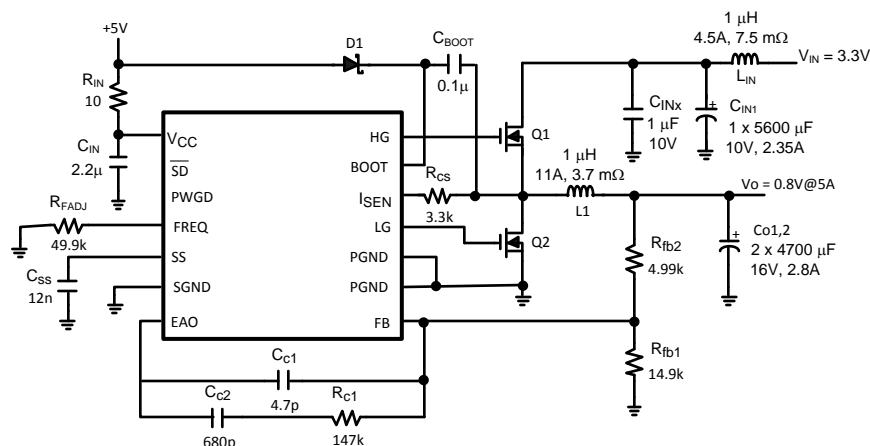 +5V
D1
CBOOT
0.1μ
1 μH
4.5A, 7.5 mΩ
LIN
VIN = 3.3V
RIN
10
CIN
2.2μ
CINx
1 μF
10V
CIN1
+
1 x 5600 μF
10V, 2.35A
VCC
SD
PWGD
FREQ
SS
SGND
EAO
HG
BOOT
ISEN
LG
PGND
PGND
FB
Q1
Rcs
3.3k
1 μH
11A, 3.7 mΩ
L1
Vo = 0.8V@5A
Q2
RFADJ
49.9k
Css
12n
Rfb2
4.99k
+
Co1,2
2 x 4700 μF
16V, 2.8A
Rfb1
14.9k
Cc1
4.7p
Cc2
680p
Rc1
147k